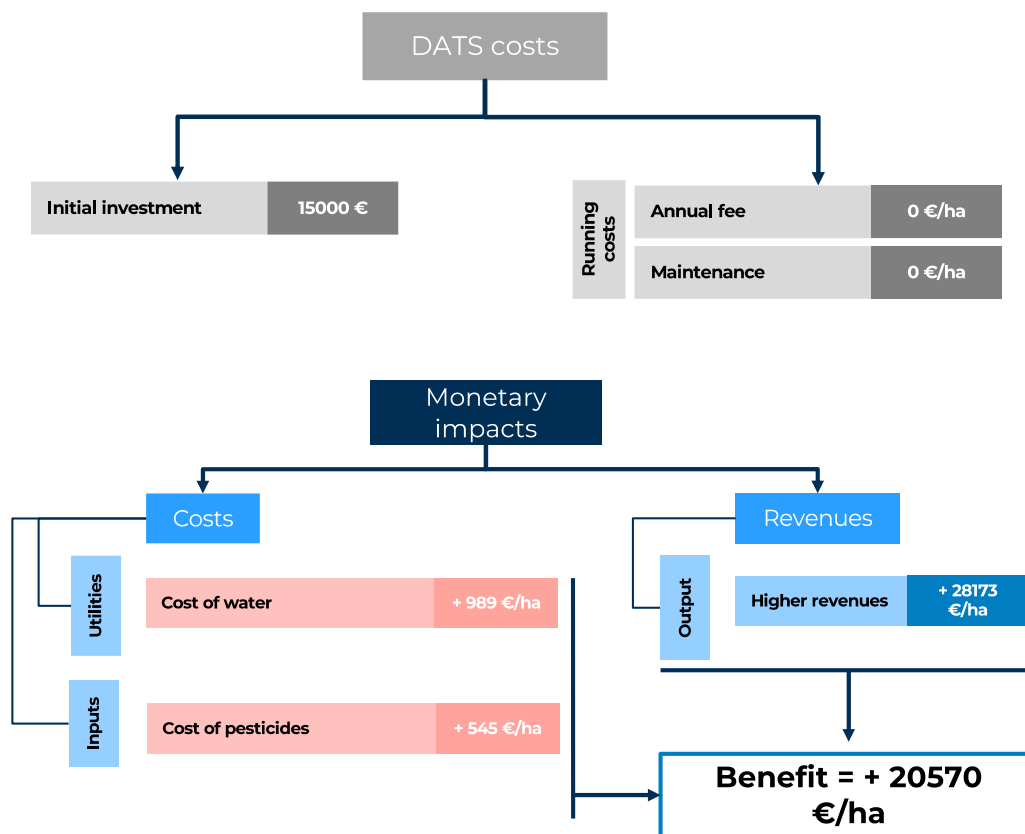 DATS costs
Initial investment
15000 €
Running
costs
Annual fee
0 €/ha
Maintenance
0 €/ha
Monetary
impacts
Costs
Utilities
Cost of water
+ 989 €/ha
Inputs
Cost of pesticides
+ 545 €/ha
Revenues
Output
Higher revenues
+ 28173
€/ha
Benefit = + 20570
€/ha